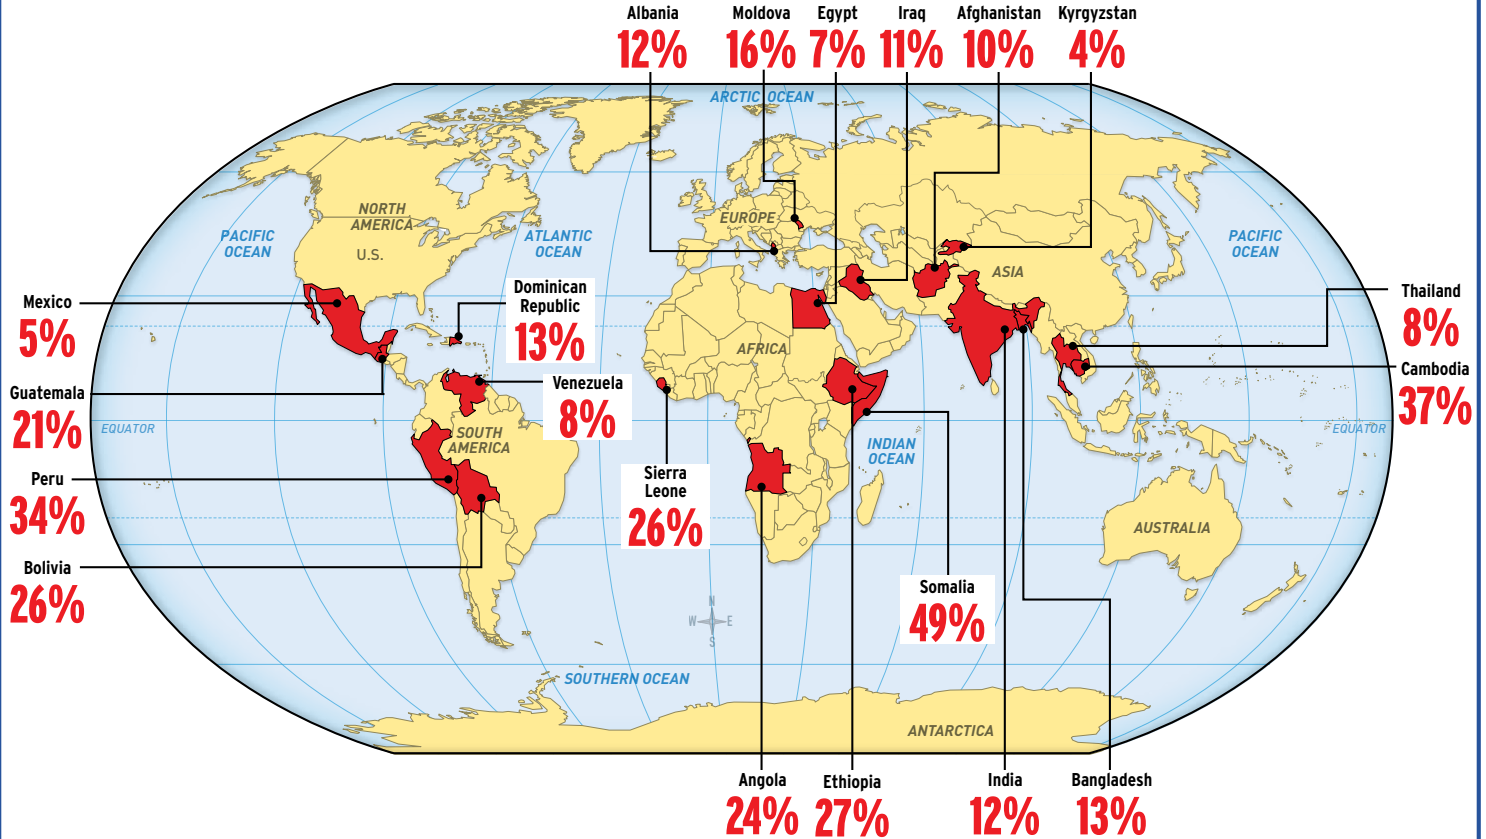 Albania
12%
Moldova
16%
Egypt
7%
Iraq
11%
Afghanistan
10%
Kyrgyzstan
4%
ARCTIC OCEAN
NORTH
AMERICA
U.S.
PACIFIC
OCEAN
ATLANTIC
OCEAN
EUROPE
ASIA
PACIFIC
OCEAN
Mexico
5%
Dominican
Republic
13%
Thailand
8%
AFRICA
Guatemala
21%
Venezuela
8%
Cambodia
37%
EQUATOR
SOUTH
AMERICA
INDIAN
OCEAN
EQUATOR
Peru
34%
Sierra
Leone
26%
AUSTRALIA
Bolivia
26%
Somalia
49%
N
W
E
S
SOUTHERN OCEAN
ANTARCTICA
Angola
24%
Ethiopia
27%
India
12%
Bangladesh
13%